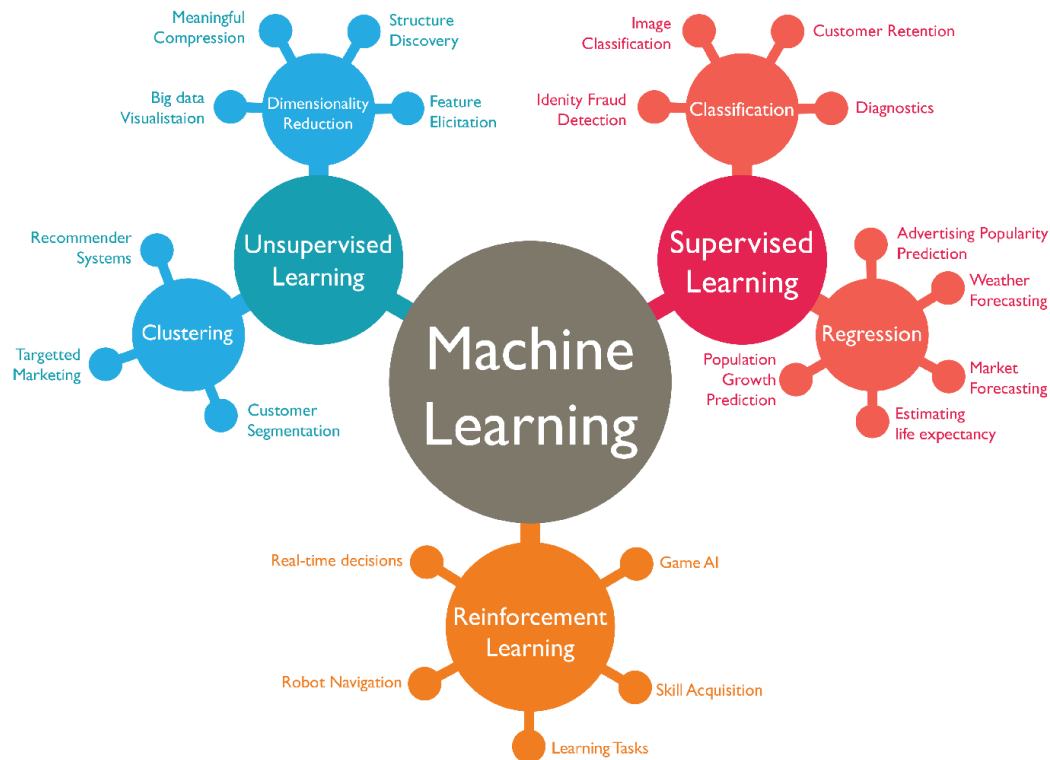 Machine
Learning
Unsupervised
Learning
Dimensionality
Reduction
Meaningful
Compression
Structure
Discovery
Big data
Visualistaion
Feature
Elicitation
Clustering
Recommender
Systems
Targetted
Marketing
Customer
Segmentation
Supervised
Learning
Classification
Image
Classification
Customer Retention
Idenity Fraud
Detection
Diagnostics
Regression
Advertising Popularity
Prediction
Weather
Forecasting
Population
Growth
Prediction
Market
Forecasting
Estimating
life expectancy
Reinforcement
Learning
Real-time decisions
Game AI
Robot Navigation
Skill Acquisition
Learning Tasks